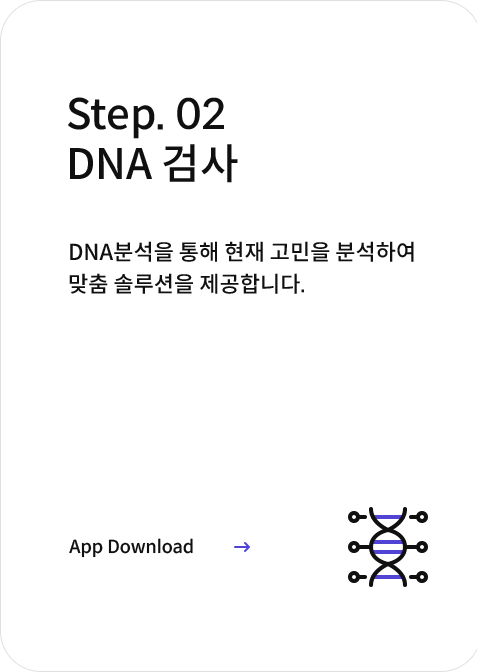 Step. 02
DNA 검사
DNA분석을 통해 현재 고민을 분석하여
맞춤 솔루션을 제공합니다.
App Download →